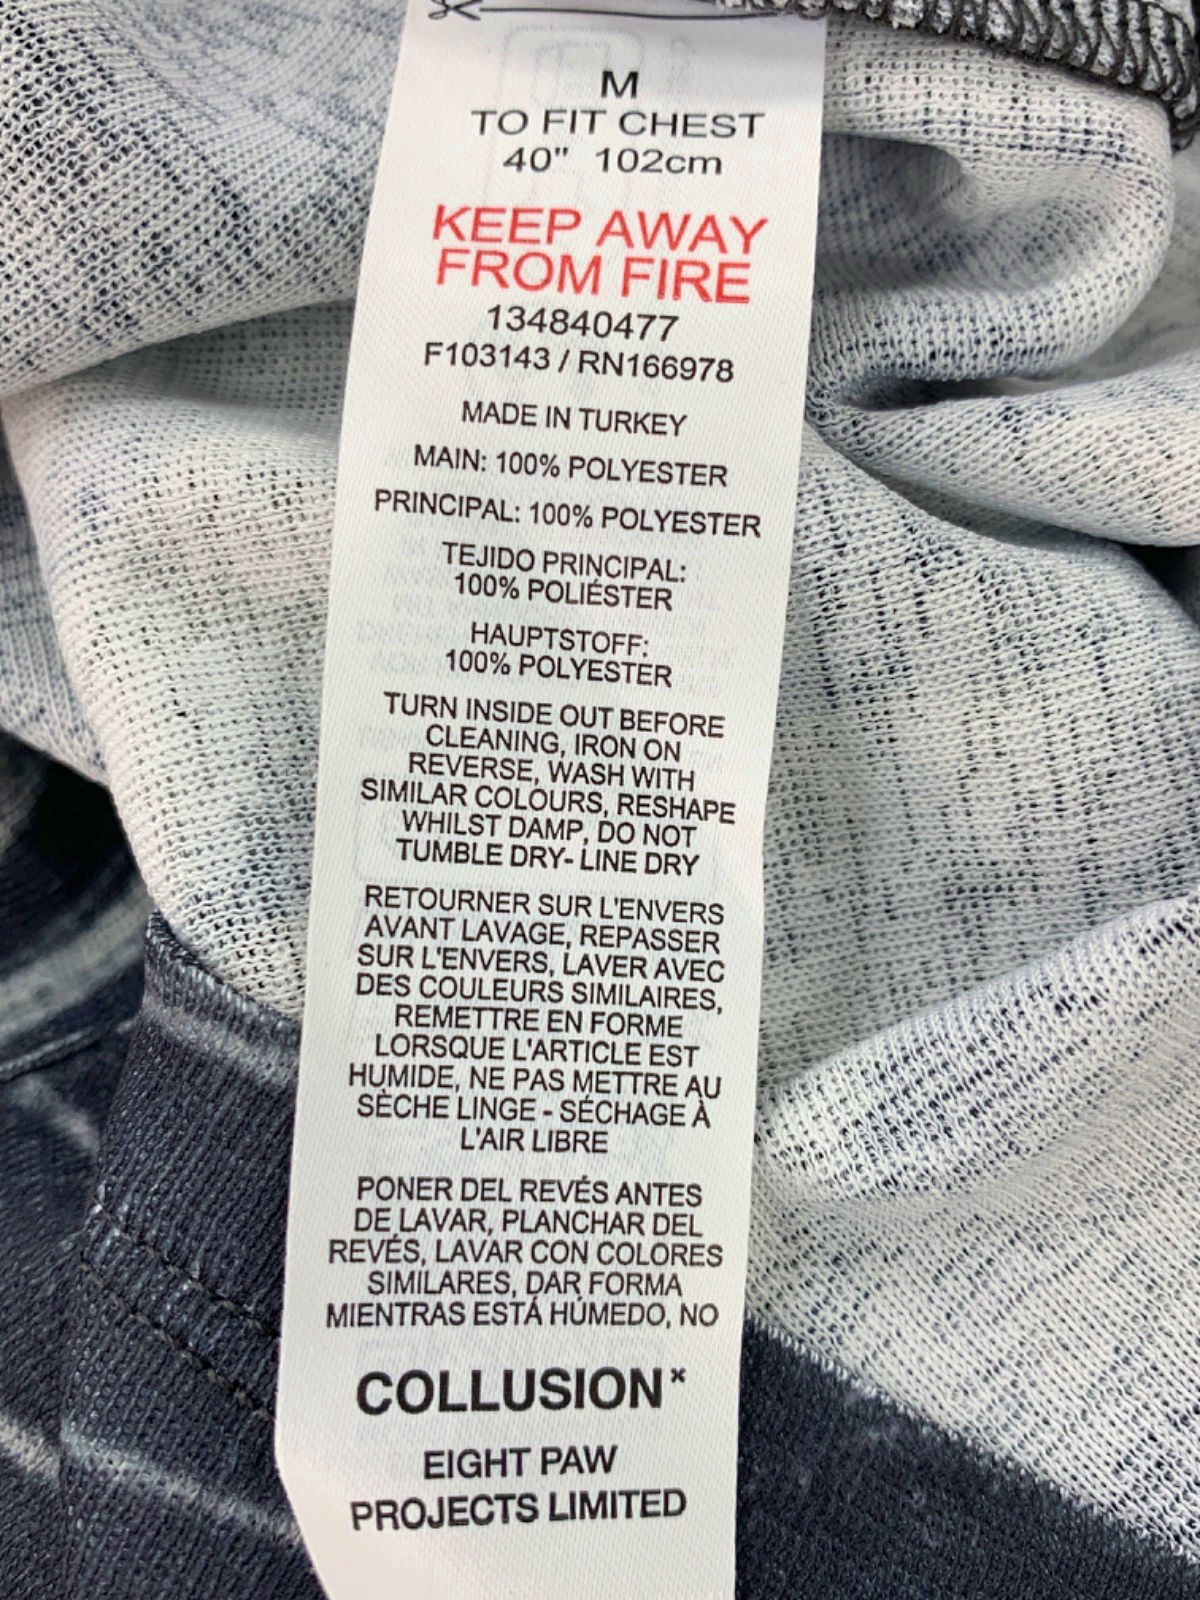 M
TO FIT CHEST
40" 102cm
KEEP AWAY
FROM FIRE
134840477
F103143 / RN166978
MADE IN TURKEY
MAIN: 100% POLYESTER
PRINCIPAL: 100% POLYESTER
TEJIDO PRINCIPAL:
100% POLIÉSTER
HAUPTSTOFF:
100% POLYESTER
TURN INSIDE OUT BEFORE
CLEANING, IRON ON
REVERSE, WASH WITH
SIMILAR COLOURS, RESHAPE
WHILST DAMP, DO NOT
TUMBLE DRY- LINE DRY
RETOURNER SUR L'ENVERS
AVANT LAVAGE, REPASSER
SUR L'ENVERS, LAVER AVEC
DES COULEURS SIMILAIRES,
REMETTRE EN FORME
LORSQUE L'ARTICLE EST
HUMIDE, NE PAS METTRE AU
SÈCHE LINGE - SÉCHAGE À
L'AIR LIBRE
PONER DEL REVÉS ANTES
DE LAVAR, PLANCHAR DEL
REVÉS, LAVAR CON COLORES
SIMILARES, DAR FORMA
MIENTRAS ESTÁ HÚMEDO, NO
COLLUSION×
EIGHT PAW
PROJECTS LIMITED